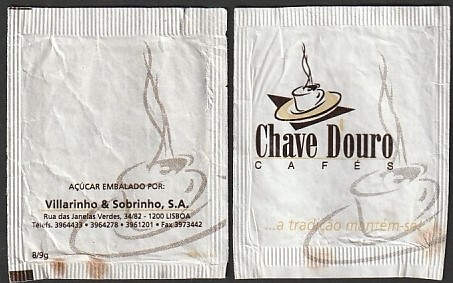 AÇÚCAR EMBALADO POR:
Villarinho & Sobrinho, S.A.
Rua das Janelas Verdes, 34/82 - 1200 LISBOA
Telefs. 3964433 • 3964278 • 3961201 • Fax 3973442
8/9g
Chave Douro
CAFÉS
...a tradição mantém-se!